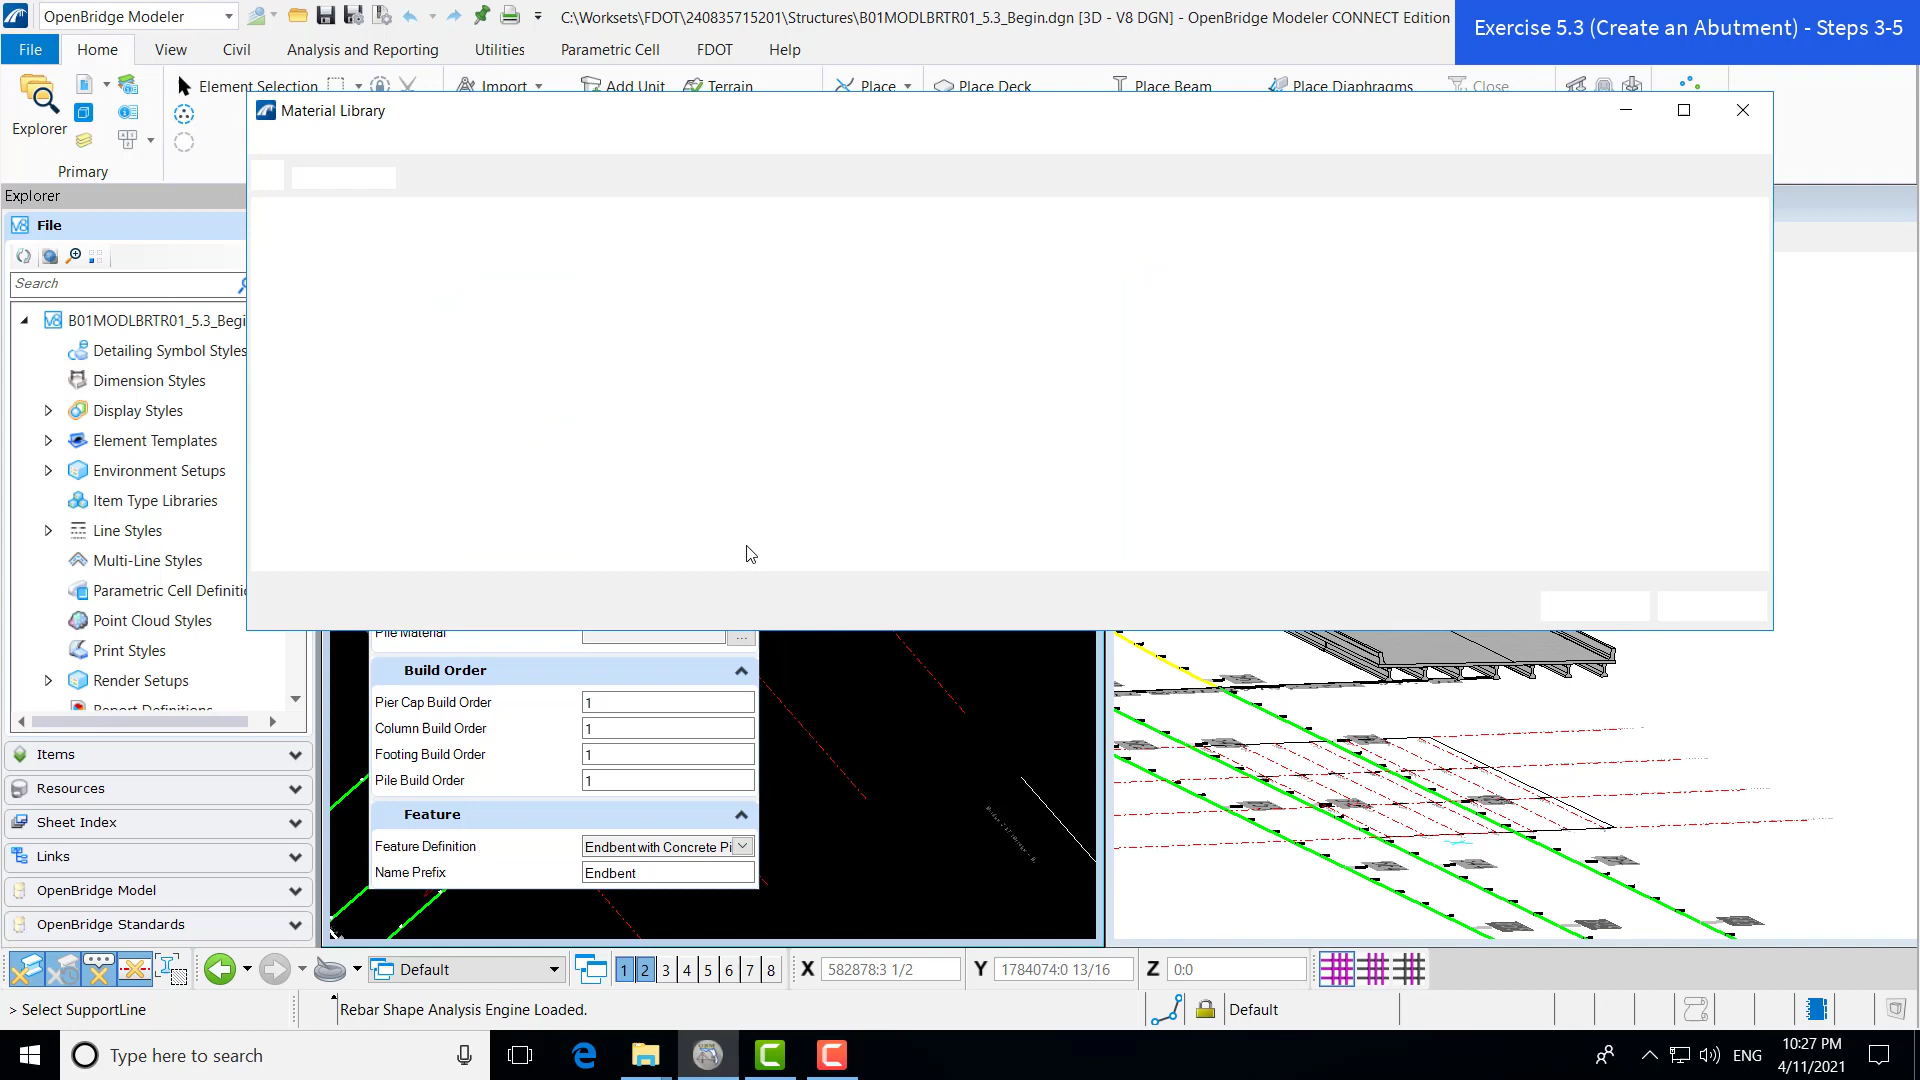 OpenBridge Modeler
C:\Worksets\FDOT\240835715201\Structures\B01MODLBRTR01_5.3_Begin.dgn [3D - V8 DGN] - OpenBridge Modeler CONNECT Edition
Exercise 5.3 (Create an Abutment) - Steps 3-5
File
Home
View
Civil
Analysis and Reporting
Utilities
Parametric Cell
FDOT
Help
Explorer
Primary
Element Selection
Import
Add Unit
Terrain
Place
Place Deck
Place Beam
Place Diaphragms
Close
Material Library
Explorer
File
Search
B01MODLBRTR01_5.3_Begi
Detailing Symbol Styles
Dimension Styles
Display Styles
Element Templates
Environment Setups
Item Type Libraries
Line Styles
Multi-Line Styles
Parametric Cell Definitio
Point Cloud Styles
Print Styles
Render Setups
Report Definitions
Items
Resources
Sheet Index
Links
OpenBridge Model
OpenBridge Standards
Pile Material
...
Build Order
Pier Cap Build Order 1
Column Build Order 1
Footing Build Order 1
Pile Build Order 1
Feature
Feature Definition Endbent with Concrete Pi
Name Prefix Endbent
Default
1 2 3 4 5 6 7 8
X 582878:3 1/2
Y 1784074:0 13/16
Z 0:0
> Select SupportLine
Rebar Shape Analysis Engine Loaded.
Default
Type here to search
ENG
10:27 PM
4/11/2021